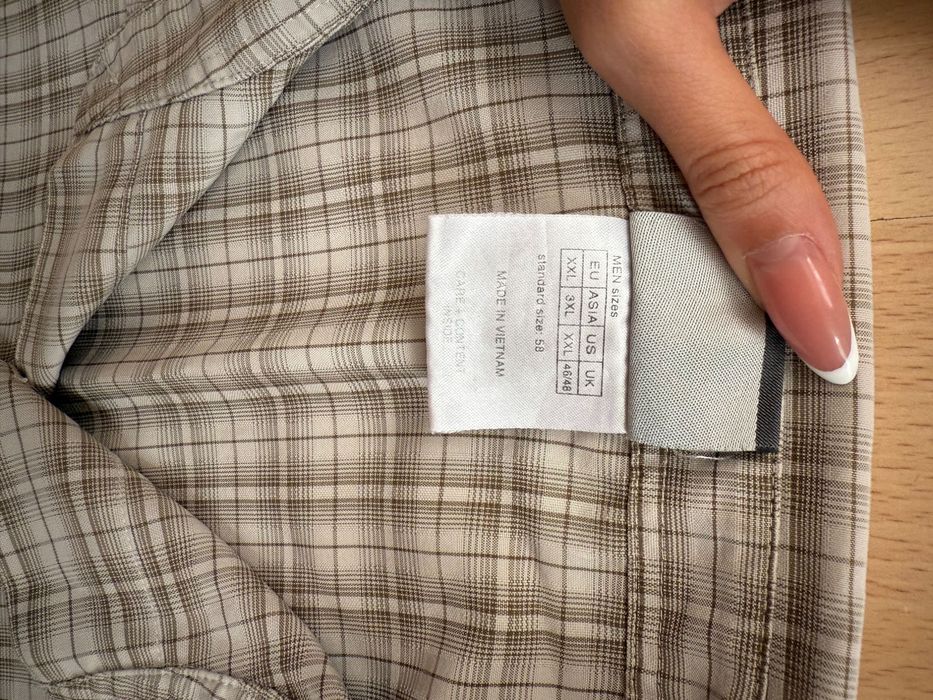 MEN sizes
EU ASIA US UK
XXL 3XL XXL 46/48
standard size: 58
MADE IN VIETNAM
CARE & CONTENT
INSIDE